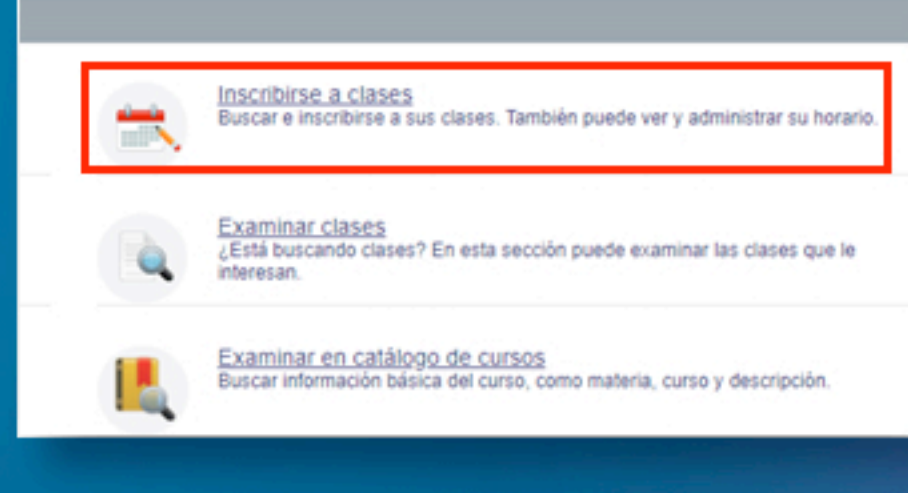 Inscribirse a clases
Buscar e inscribirse a sus clases. También puede ver y administrar su horario.
Examinar clases
¿Está buscando clases? En esta sección puede examinar las clases que le
interesan.
Examinar en catálogo de cursos
Buscar información básica del curso, como materia, curso y descripción.